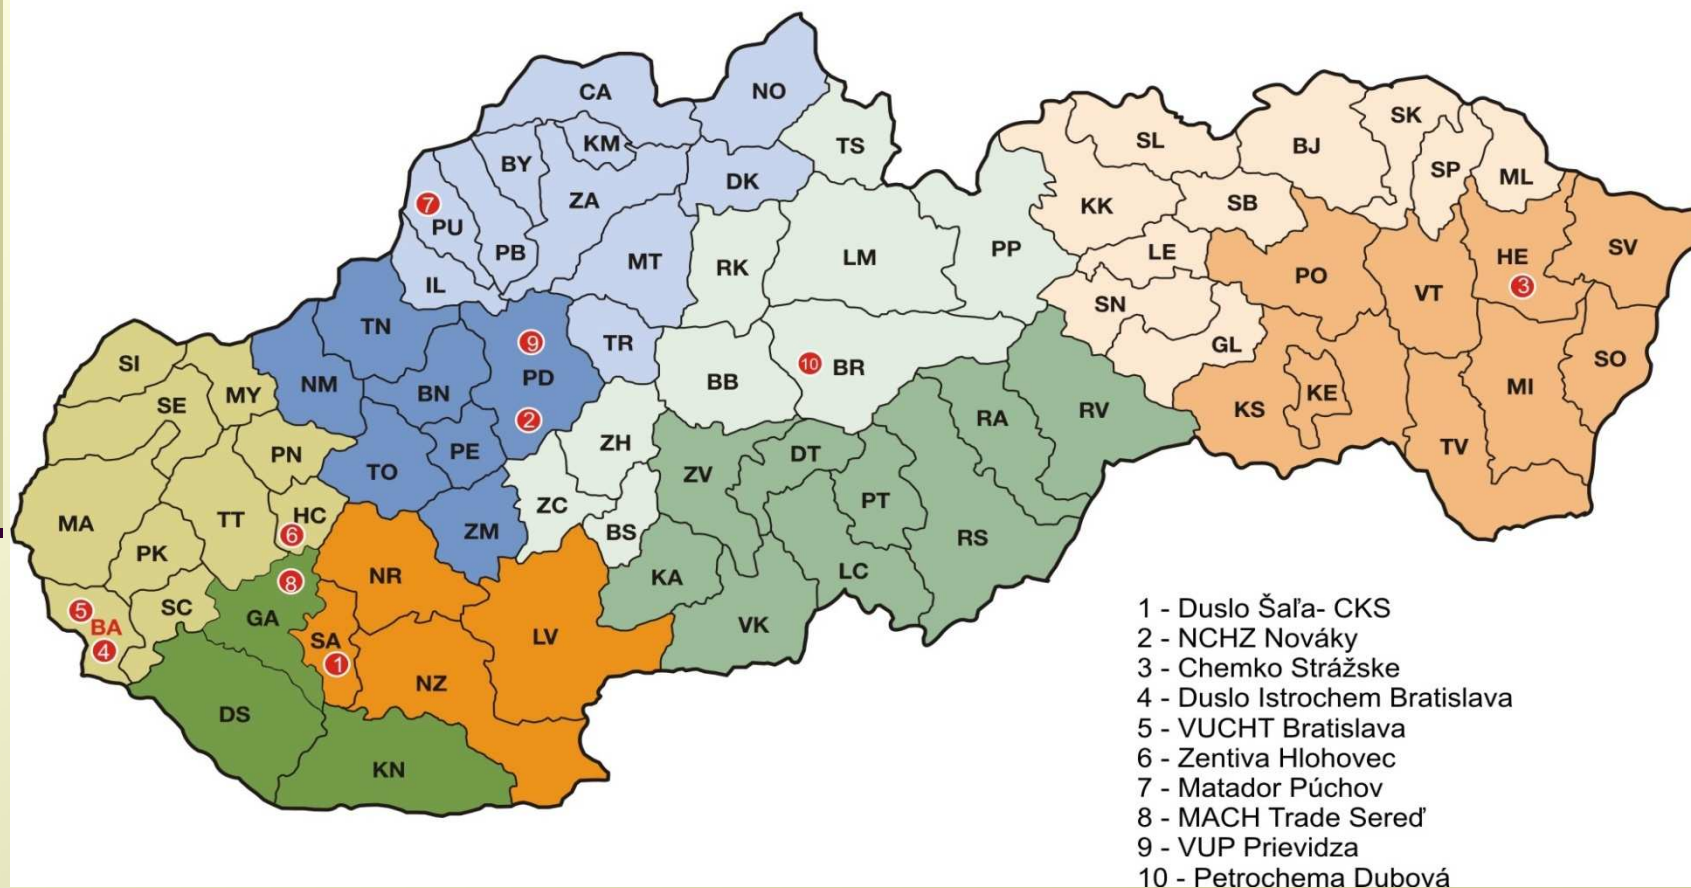 CA
NO
KM
BY
TS
SL
BJ
SK
SP
ML
DK
ZA
7
PU
PB
MT
RK
LM
PP
KK
SB
LE
HE
3
SV
IL
PO
VT
SN
TN
9
TR
GL
SI
NM
BN
PD
BB
10
BR
SO
MI
SE
MY
2
KS
KE
RA
RV
PN
TO
PE
ZH
ZV
DT
TV
MA
TT
HC
6
ZM
ZC
BS
PT
RS
PK
NR
8
KA
LC
5
BA
4
SC
GA
SA
1
LV
VK
NZ
DS
KN
1 - Duslo Šaľa- CKS
2 - NCHZ Nováky
3 - Chemko Strážske
4 - Duslo Istrochem Bratislava
5 - VUCHT Bratislava
6 - Zentiva Hlohovec
7 - Matador Púchov
8 - MACH Trade Sereď
9 - VUP Prievidza
10 - Petrochema Dubová